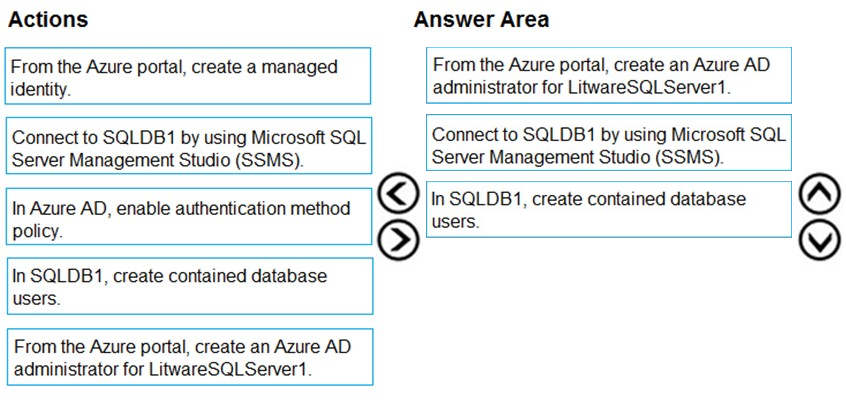 Actions
Answer Area
From the Azure portal, create a managed
identity.
Connect to SQLDB1 by using Microsoft SQL
Server Management Studio (SSMS).
In Azure AD, enable authentication method
policy.
In SQLDB1, create contained database
users.
From the Azure portal, create an Azure AD
administrator for LitwareSQLServer1.
From the Azure portal, create an Azure AD
administrator for LitwareSQLServer1.
Connect to SQLDB1 by using Microsoft SQL
Server Management Studio (SSMS).
In SQLDB1, create contained database
users.